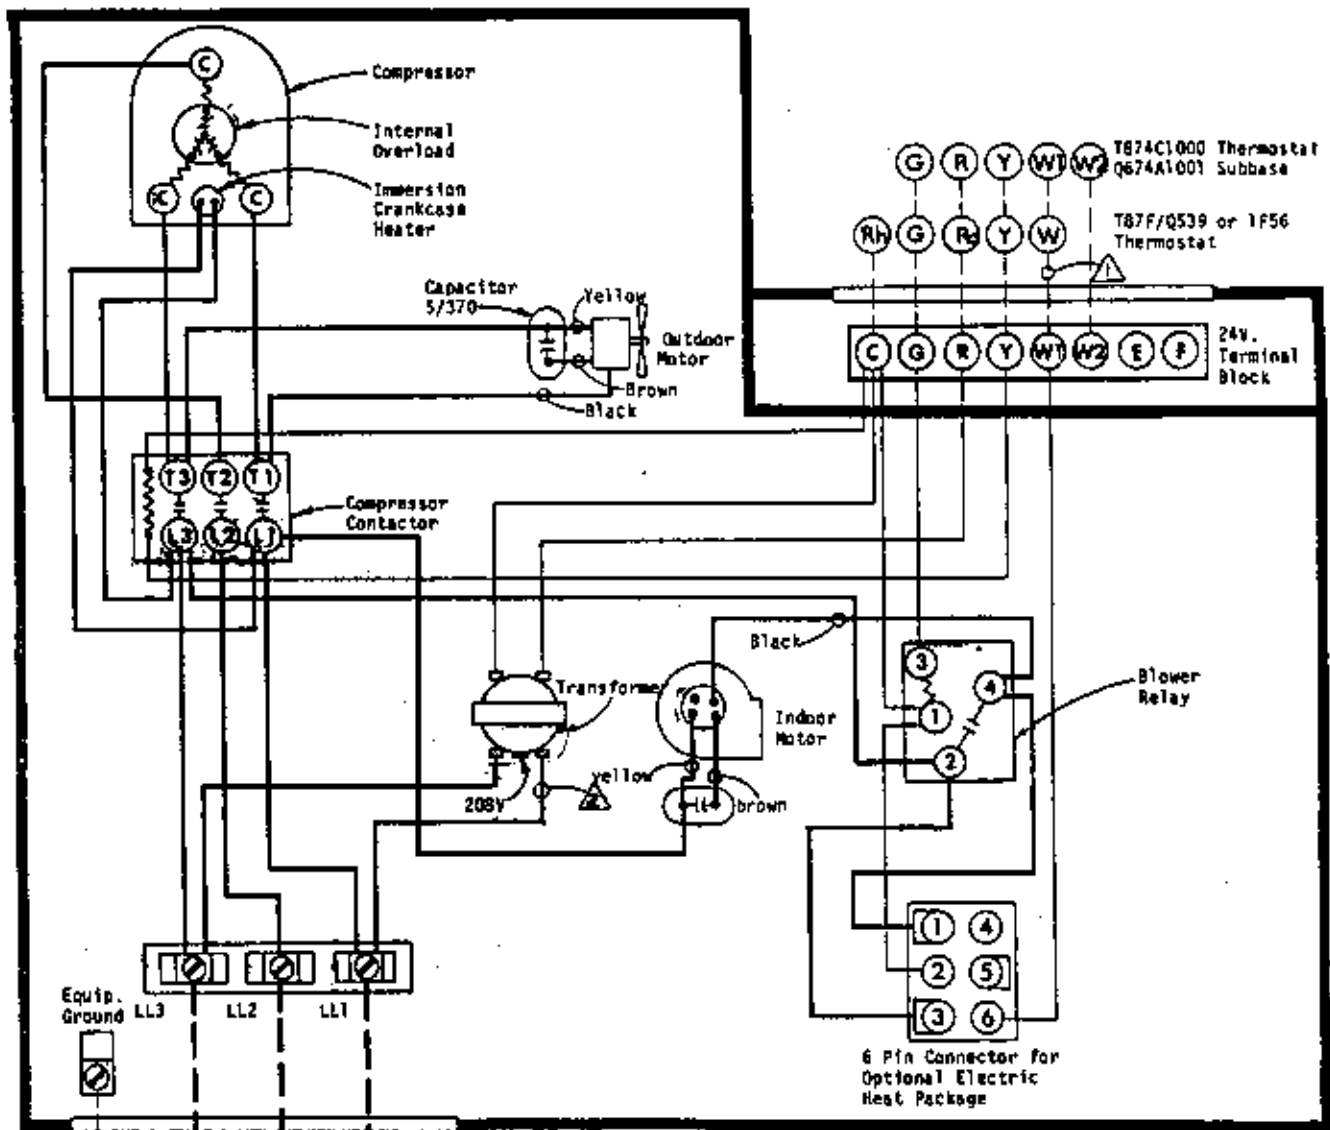 C
Compressor
Internal
Overload
C
C
Immersion
Crankcase
Heater
G R Y W1 W2
T874C1000 Thermostat
Q674A1001 Subbase
Rh G Rc Y W
T87F/Q539 or 1F56
Thermostat
1
Capacitor
5/370
Yellow
Outdoor
Motor
Brown
Black
C G R Y W1 W2 E F
24V.
Terminal
Block
T3 T2 T1
L3 L2 L1
Compressor
Contactor
Black
3
4
1
2
Blower
Relay
Transformer
Indoor
Motor
208V
2
yellow
brown
1 4
2 5
3 6
6 Pin Connector for
Optional Electric
Heat Package
Equip.
Ground
LL3
LL2
LL1